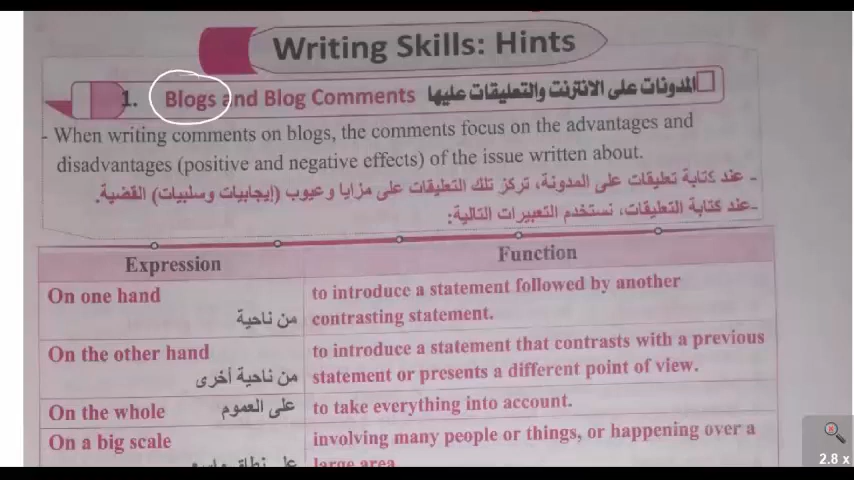 Writing Skills: Hints
1. Blogs and Blog Comments المدونات على الانترنت والتعليقات عليها
- When writing comments on blogs, the comments focus on the advantages and
disadvantages (positive and negative effects) of the issue written about.
- عند كتابة تعليقات على المدونة، تركز تلك التعليقات على مزايا وعيوب (إيجابيات وسلبيات) القضية.
-عند كتابة التعليقات، نستخدم التعبيرات التالية:
Expression
Function
On one hand
من ناحية
to introduce a statement followed by another
contrasting statement.
On the other hand
من ناحية أخرى
to introduce a statement that contrasts with a previous
statement or presents a different point of view.
On the whole على العموم
to take everything into account.
On a big scale
على نطاق
involving many people or things, or happening over a
large area
2.8 x